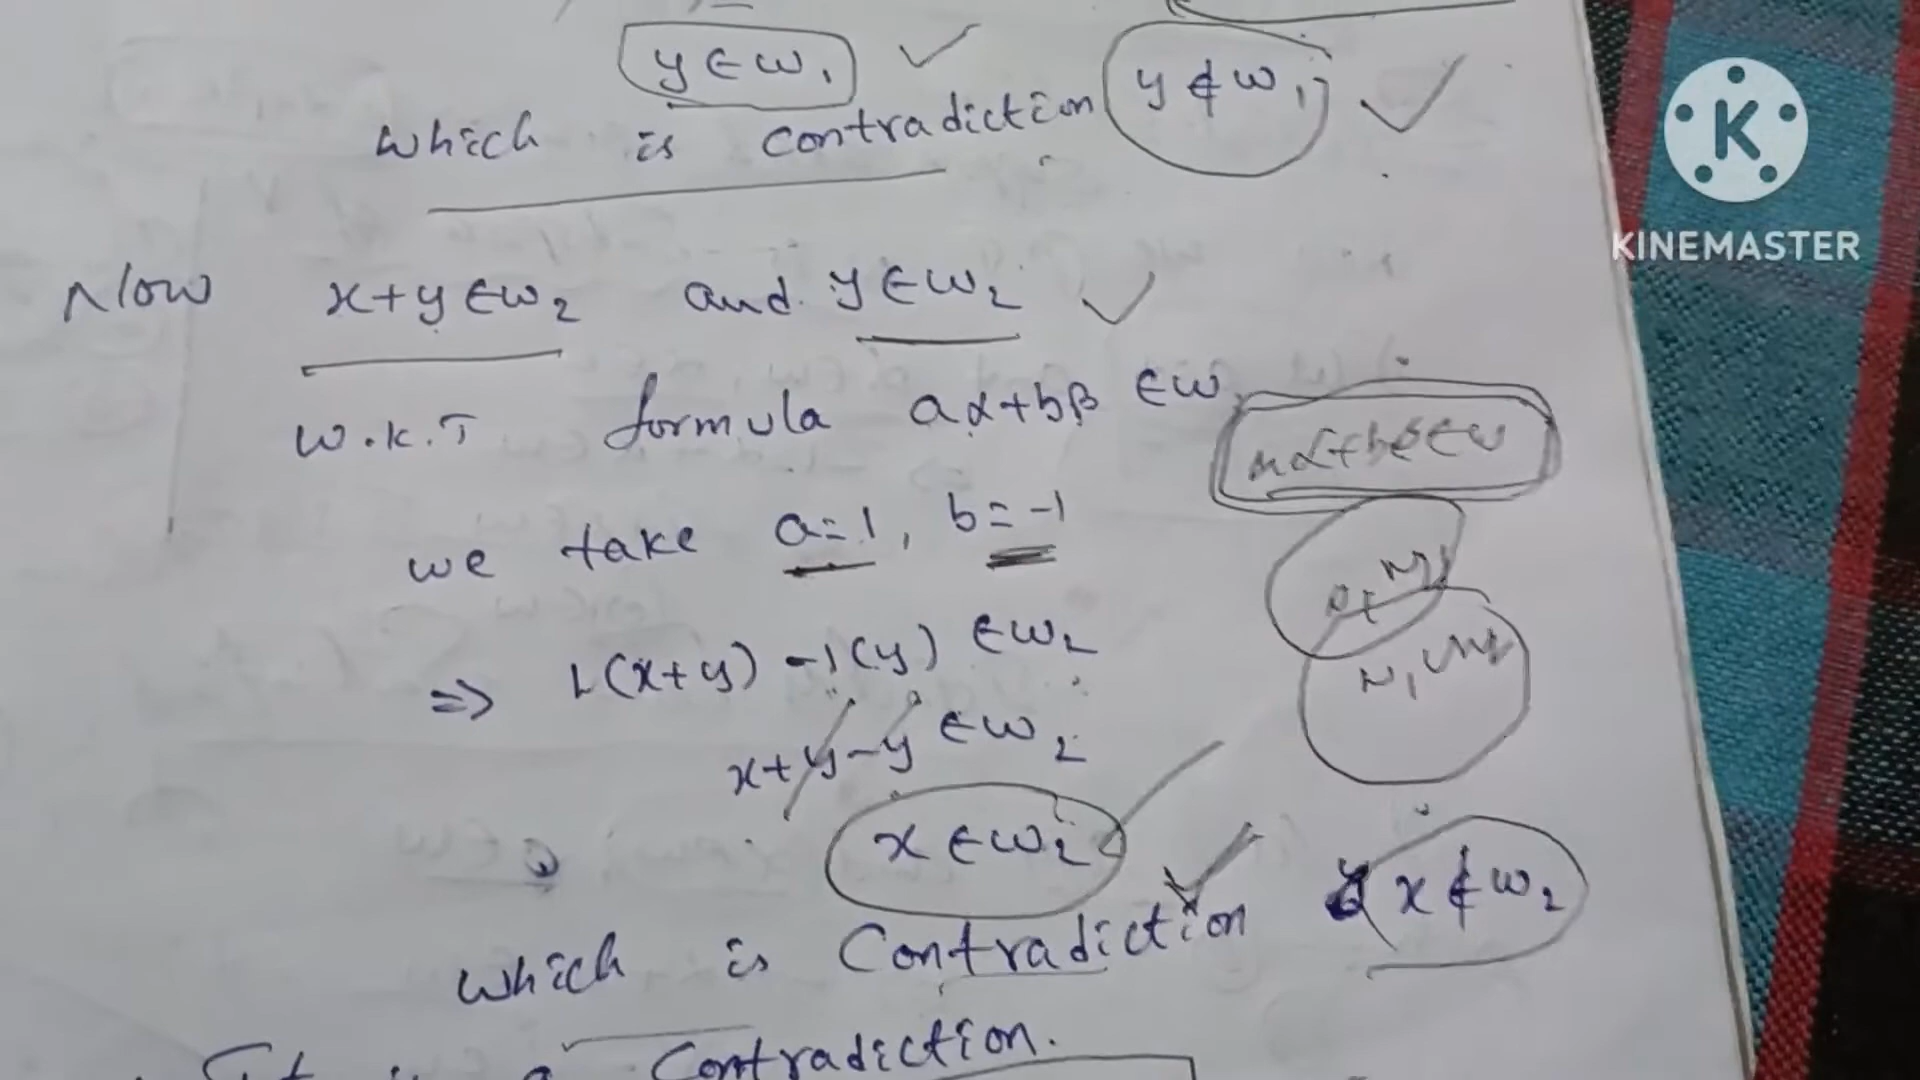 y ∈ w₁
which is contradiction y ∉ w₁
K
KINEMASTER
Now x+y ∈ w₂ and y ∈ w₂
w.k.T formula aα+bβ ∈ w
we take a=1, b=-1
⇒ 1(x+y) -1(y) ∈ w₂
x+y-y ∈ w₂
x ∈ w₂
which is Contradiction x ∉ w₂
Contradiction.